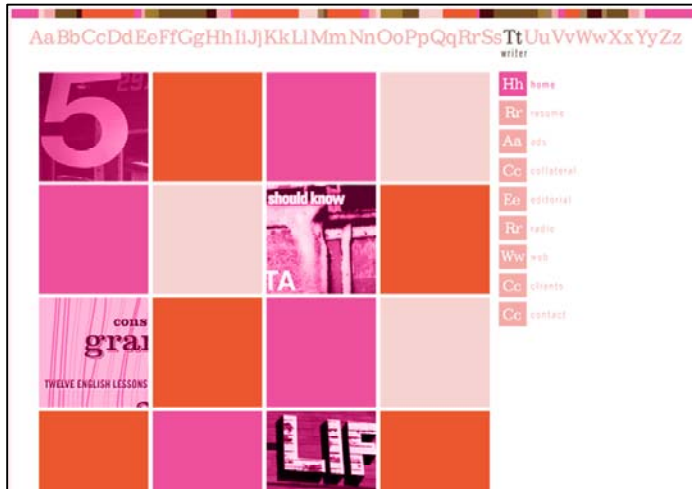 AaBbCcDdEeFfGgHhIiJjKkLlMmNnOoPpQqRrSsTtUuVvWwXxYyZz
writer
Hh home
Rr resume
Aa ads
Cc collateral
Ee editorial
Rr radio
Ww web
Cc clients
Cc contact
5
should know
TA
cons
gran
TWELVE ENGLISH LESSONS
LIF